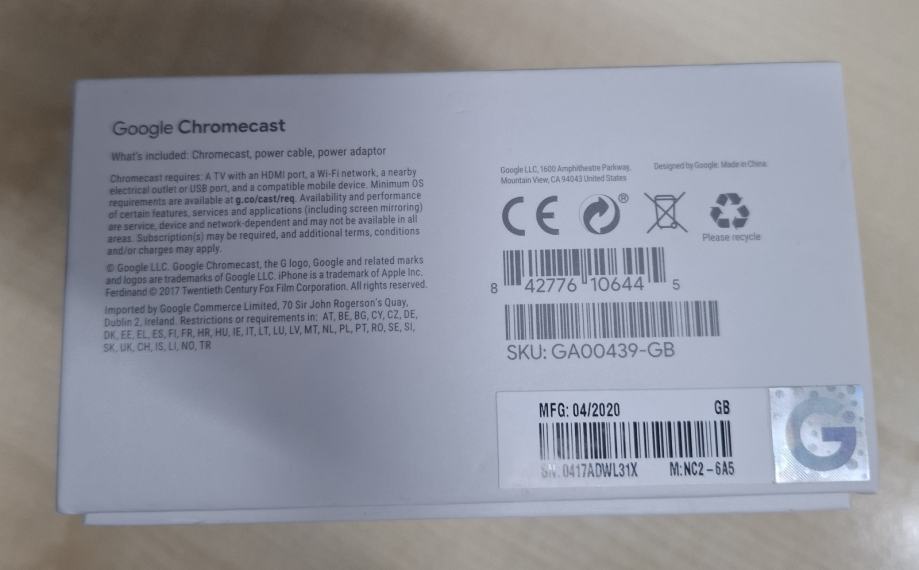 Google Chromecast
What's included: Chromecast, power cable, power adaptor
Chromecast requires: A TV with an HDMI port, a Wi-Fi network, a nearby
electrical outlet or USB port, and a compatible mobile device. Minimum OS
requirements are available at g.co/cast/req. Availability and performance
of certain features, services and applications (including screen mirroring)
are service, device and network-dependent and may not be available in all
areas. Subscription(s) may be required, and additional terms, conditions
and/or charges may apply.
© Google LLC. Google Chromecast, the G logo, Google and related marks
and logos are trademarks of Google LLC. iPhone is a trademark of Apple Inc.
Ferdinand © 2017 Twentieth Century Fox Film Corporation. All rights reserved.
Imported by Google Commerce Limited, 70 Sir John Rogerson's Quay,
Dublin 2, Ireland. Restrictions or requirements in: AT, BE, BG, CY, CZ, DE,
DK, EE, EL, ES, FI, FR, HR, HU, IE, IT, LT, LU, LV, MT, NL, PL, PT, RO, SE, SI,
SK, UK, CH, IS, LI, NO, TR
Google LLC, 1600 Amphitheatre Parkway,
Mountain View, CA 94043 United States
Designed by Google. Made in China.
CE ®
Please recycle
8 42776 10644 5
SKU: GA00439-GB
MFG: 04/2020 GB
SN: 0417ADWL31X M:NC2-6A5
G